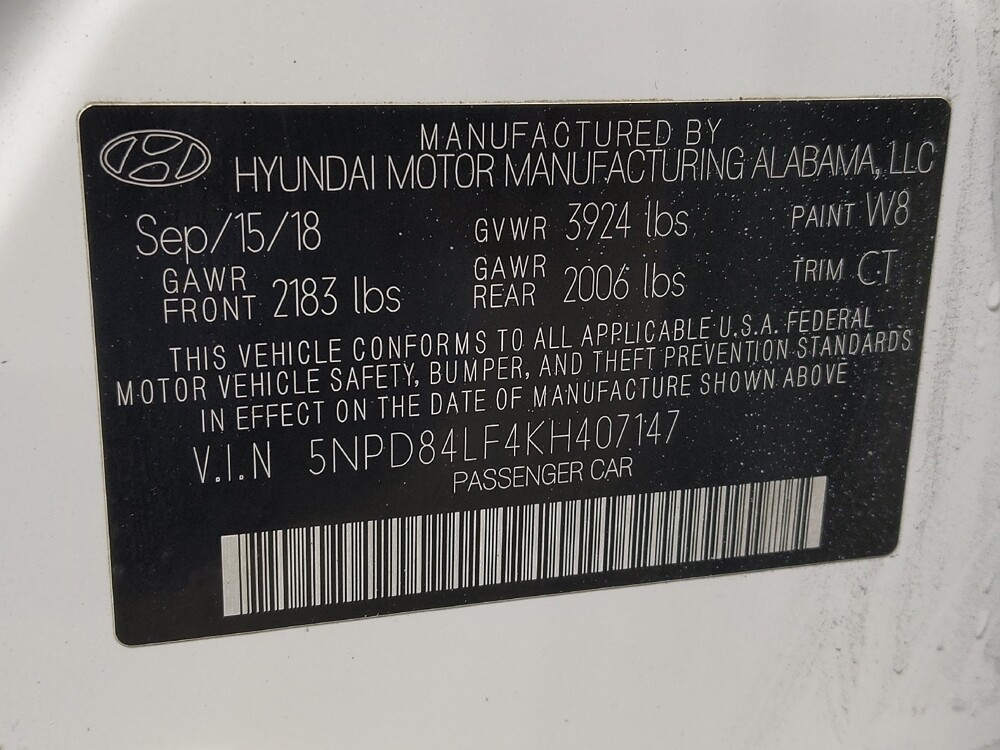 MANUFACTURED BY
HYUNDAI MOTOR MANUFACTURING ALABAMA, LLC
Sep/15/18 GVWR 3924 lbs PAINT W8
GAWR FRONT 2183 lbs GAWR REAR 2006 lbs TRIM CT
THIS VEHICLE CONFORMS TO ALL APPLICABLE U.S.A. FEDERAL
MOTOR VEHICLE SAFETY, BUMPER, AND THEFT PREVENTION STANDARDS
IN EFFECT ON THE DATE OF MANUFACTURE SHOWN ABOVE
V.I.N 5NPD84LF4KH407147
PASSENGER CAR